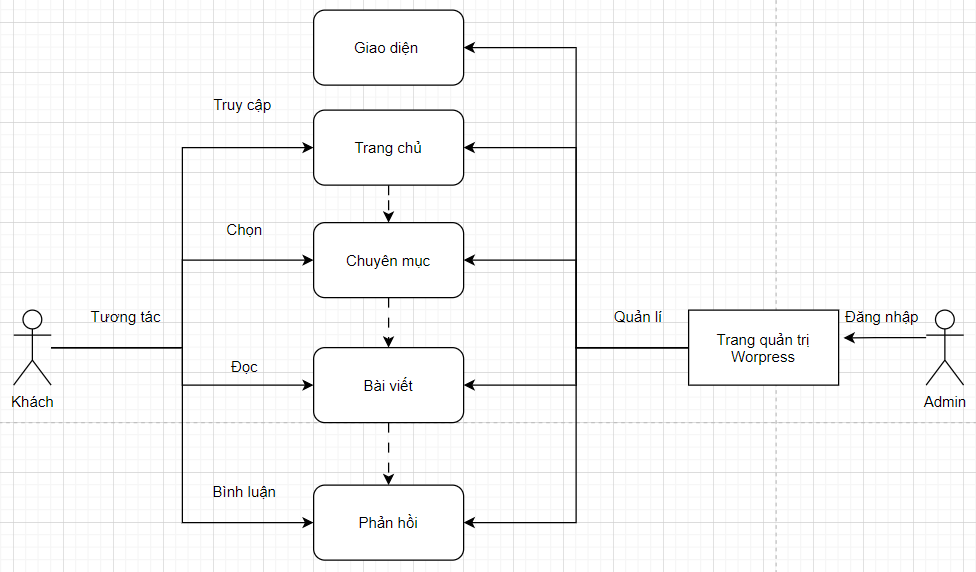 Giao diện
Truy cập
Trang chủ
Chọn
Chuyên mục
Tương tác
Quản lí
Đăng nhập
Trang quản trị
Worpress
Đọc
Bài viết
Khách
Admin
Bình luận
Phản hồi